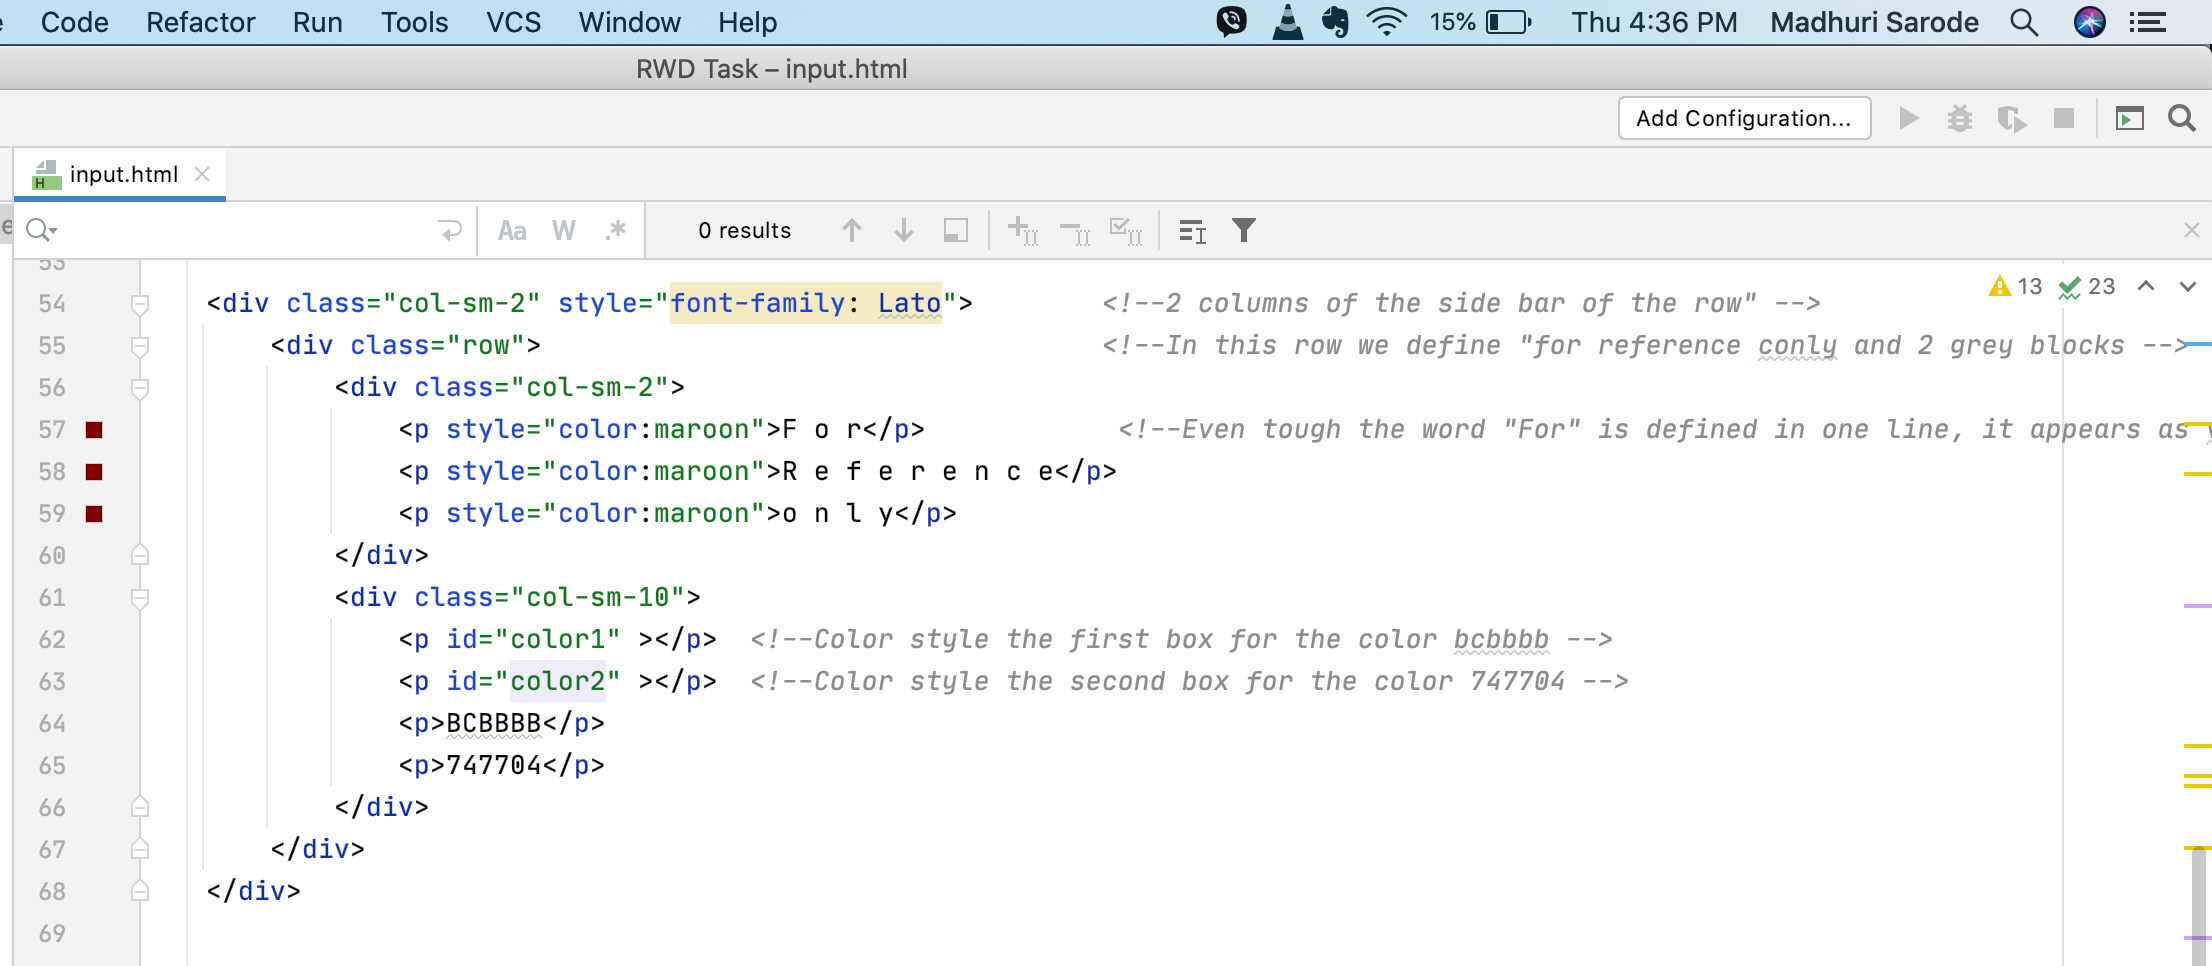 Code Refactor Run Tools VCS Window Help 15% Thu 4:36 PM Madhuri Sarode
RWD Task – input.html
Add Configuration...
input.html
Aa W .* 0 results
53
13 23
54 <div class="col-sm-2" style="font-family: Lato"> <!--2 columns of the side bar of the row" -->
55 <div class="row"> <!--In this row we define "for reference conly and 2 grey blocks -->
56 <div class="col-sm-2">
57 <p style="color:maroon">F o r</p> <!--Even tough the word "For" is defined in one line, it appears as
58 <p style="color:maroon">R e f e r e n c e</p>
59 <p style="color:maroon">o n l y</p>
60 </div>
61 <div class="col-sm-10">
62 <p id="color1" ></p> <!--Color style the first box for the color bcbbbb -->
63 <p id="color2" ></p> <!--Color style the second box for the color 747704 -->
64 <p>BCBBBB</p>
65 <p>747704</p>
66 </div>
67 </div>
68 </div>
69